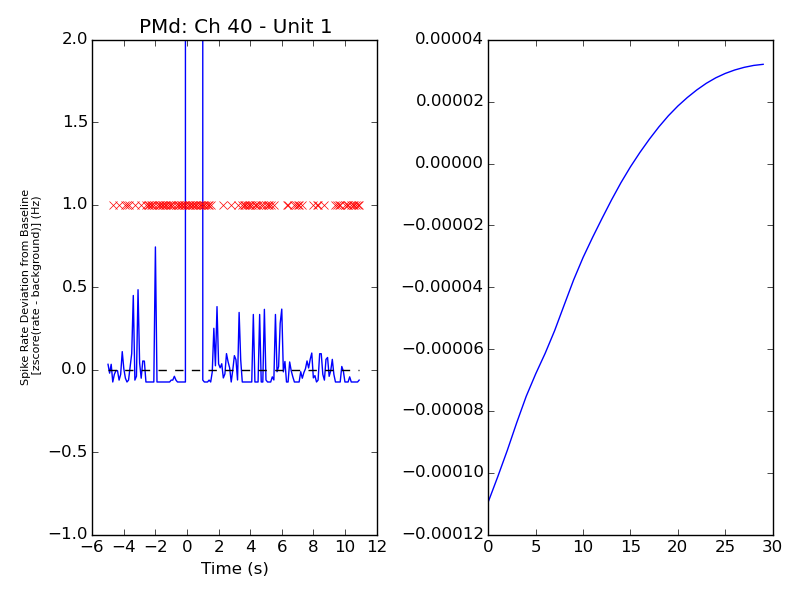 PMd: Ch 40 - Unit 1
Spike Rate Deviation from Baseline
[zscore(rate - background)] (Hz)
2.0
1.5
1.0
0.5
0.0
−0.5
−1.0
−6 −4 −2 0 2 4 6 8 10 12
Time (s)
0.00004
0.00002
0.00000
−0.00002
−0.00004
−0.00006
−0.00008
−0.00010
−0.00012
0 5 10 15 20 25 30